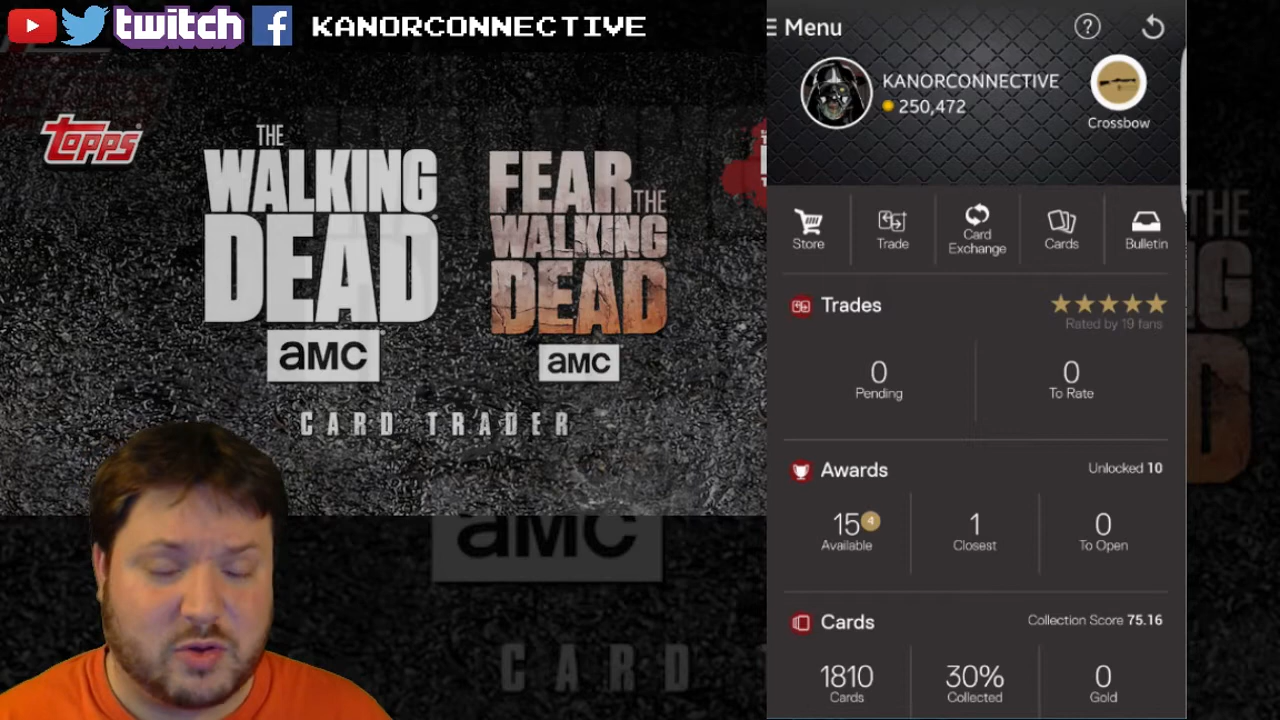 twitch KANORCONNECTIVE
topps
THE
WALKING
DEAD
aMC
FEAR THE
WALKING
DEAD
aMC
CARD TRADER
aMC
CARD
THE
Menu
?
KANORCONNECTIVE
250,472
Crossbow
Store
Trade
Card
Exchange
Cards
Bulletin
Trades
Rated by 19 fans
0
Pending
0
To Rate
Awards
Unlocked 10
15 4
Available
1
Closest
0
To Open
Cards
Collection Score 75.16
1810
Cards
30%
Collected
0
Gold